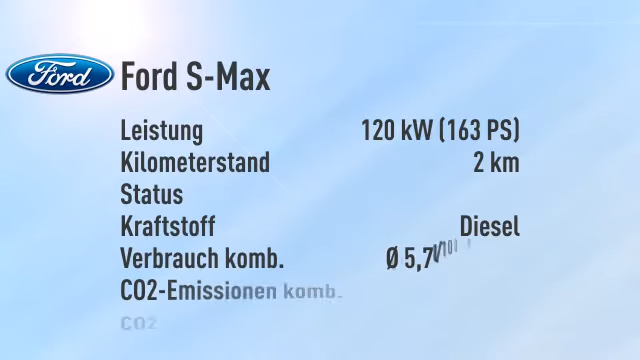 Ford
Ford S-Max
Leistung 120 kW (163 PS)
Kilometerstand 2 km
Status
Kraftstoff Diesel
Verbrauch komb. Ø 5,7
CO2-Emissionen komb.
CO2